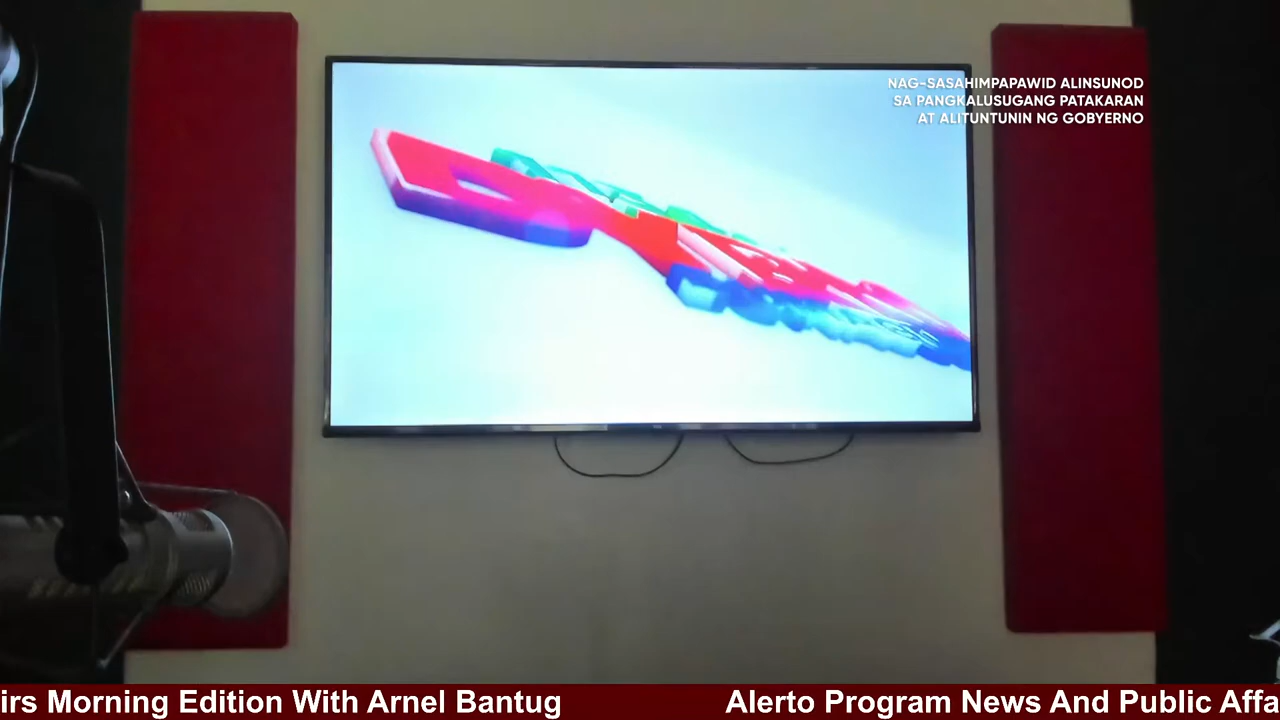 NAG-SASAHIMPAPAWID ALINSUNOD
SA PANGKALUSUGANG PATAKARAN
AT ALITUNTUNIN NG GOBYERNO
irs Morning Edition With Arnel Bantug
Alerto Program News And Public Affa